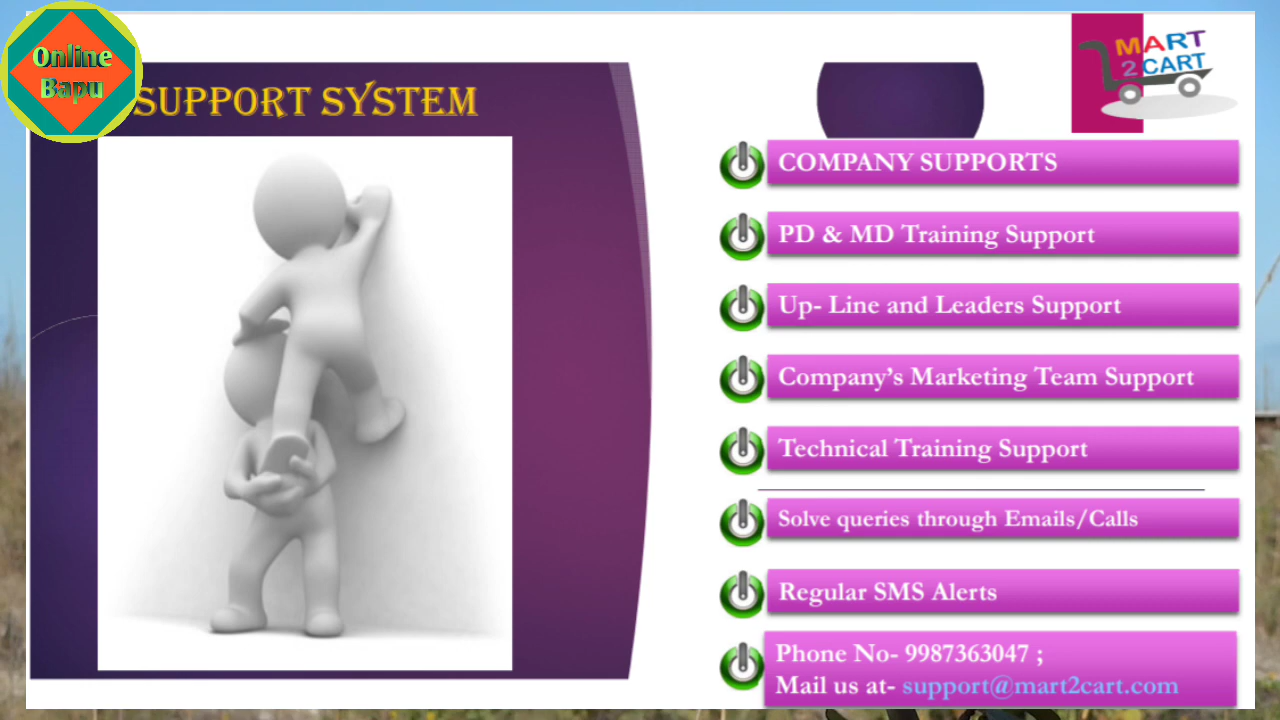 Online
Bapu
SUPPORT SYSTEM
MART
2 CART
COMPANY SUPPORTS
PD & MD Training Support
Up- Line and Leaders Support
Company’s Marketing Team Support
Technical Training Support
Solve queries through Emails/Calls
Regular SMS Alerts
Phone No- 9987363047 ;
Mail us at- support@mart2cart.com